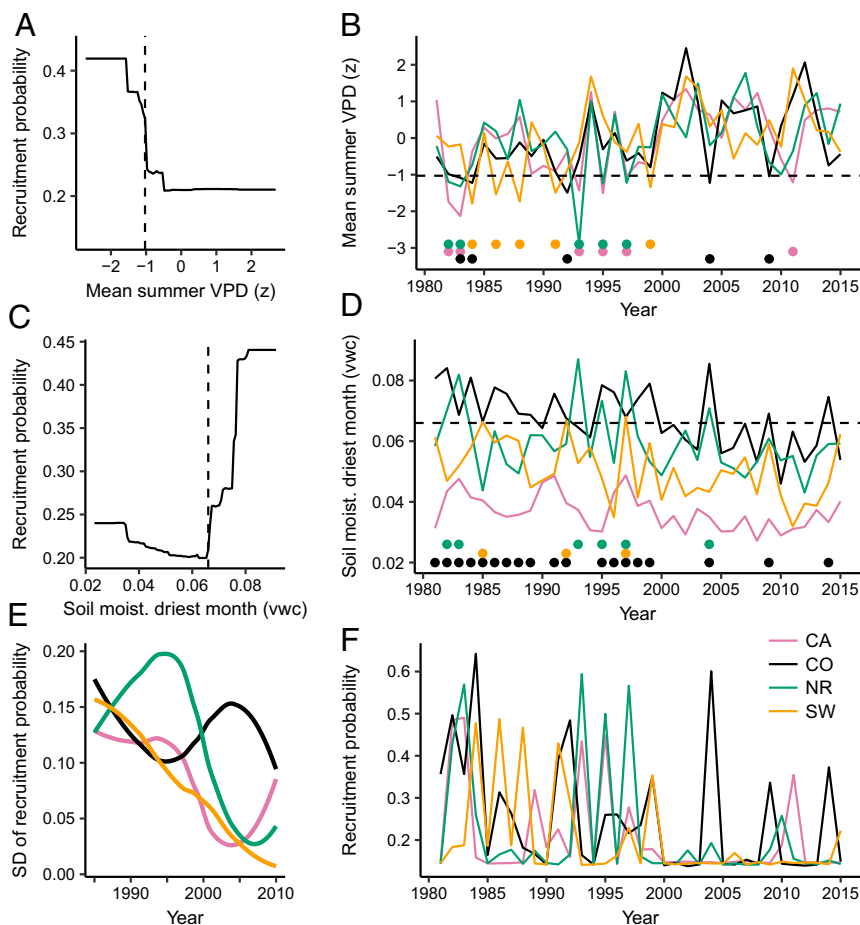 A
Recruitment probability
0.4
0.3
0.2
−2 −1 0 1 2
Mean summer VPD (z)
B
Mean summer VPD (z)
2
1
0
−1
−2
−3
1980 1985 1990 1995 2000 2005 2010 2015
Year
C
Recruitment probability
0.45
0.40
0.35
0.30
0.25
0.20
0.02 0.04 0.06 0.08
Soil moist. driest month (vwc)
D
Soil moist. driest month (vwc)
0.08
0.06
0.04
0.02
1980 1985 1990 1995 2000 2005 2010 2015
Year
E
SD of recruitment probability
0.20
0.15
0.10
0.05
0.00
1990 2000 2010
Year
F
Recruitment probability
0.6
0.5
0.4
0.3
0.2
1980 1985 1990 1995 2000 2005 2010 2015
Year
CA
CO
NR
SW